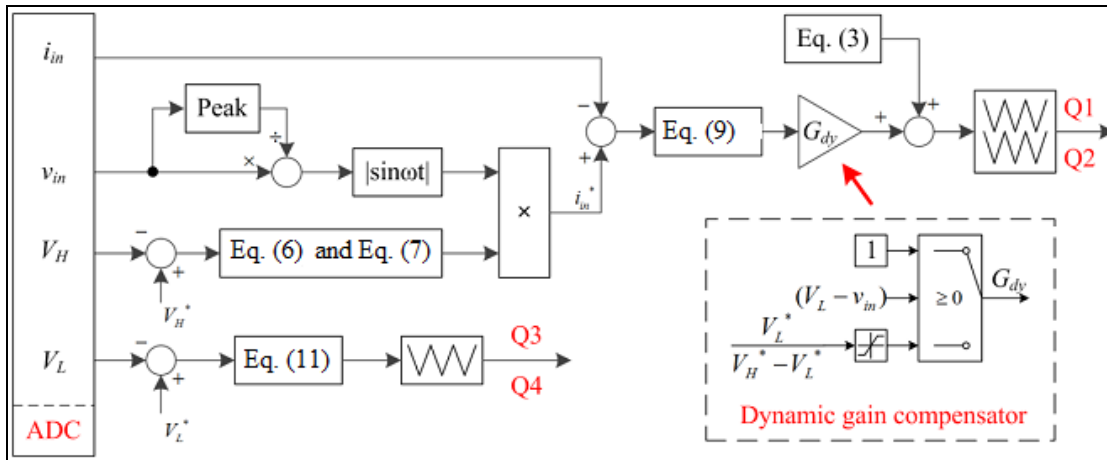 i_in
Peak
÷
v_in
×
|sinωt|
×
i_in*
−
+
Eq. (9)
G_dy
Eq. (3)
+
+
Q1
Q2
V_H
−
+
V_H*
Eq. (6) and Eq. (7)
V_L
−
+
V_L*
Eq. (11)
Q3
Q4
ADC
1
(V_L − v_in)
≥ 0
G_dy
V_L*
V_H* − V_L*
Dynamic gain compensator